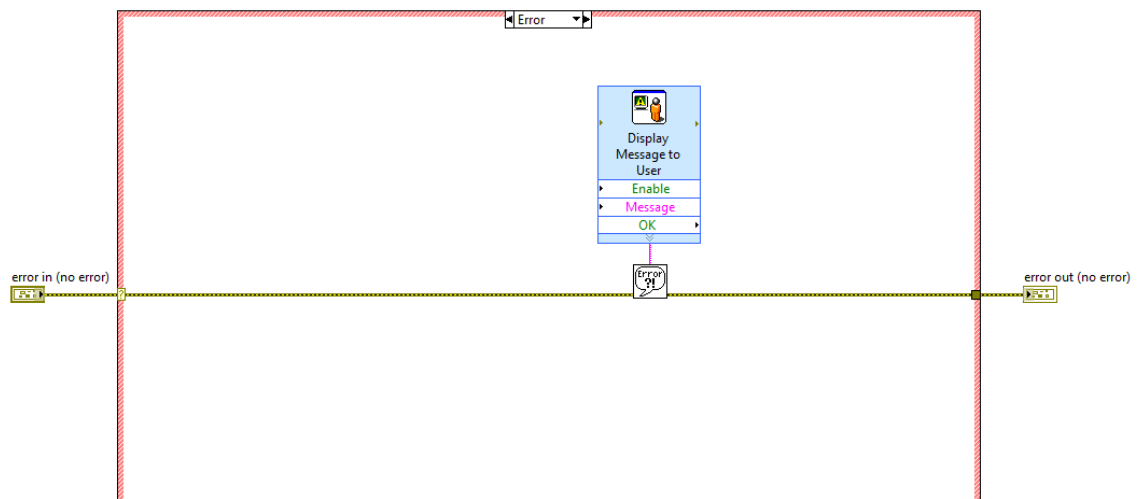 Error
A
Display
Message to
User
Enable
Message
OK
error in (no error)
?
Error
?!
error out (no error)